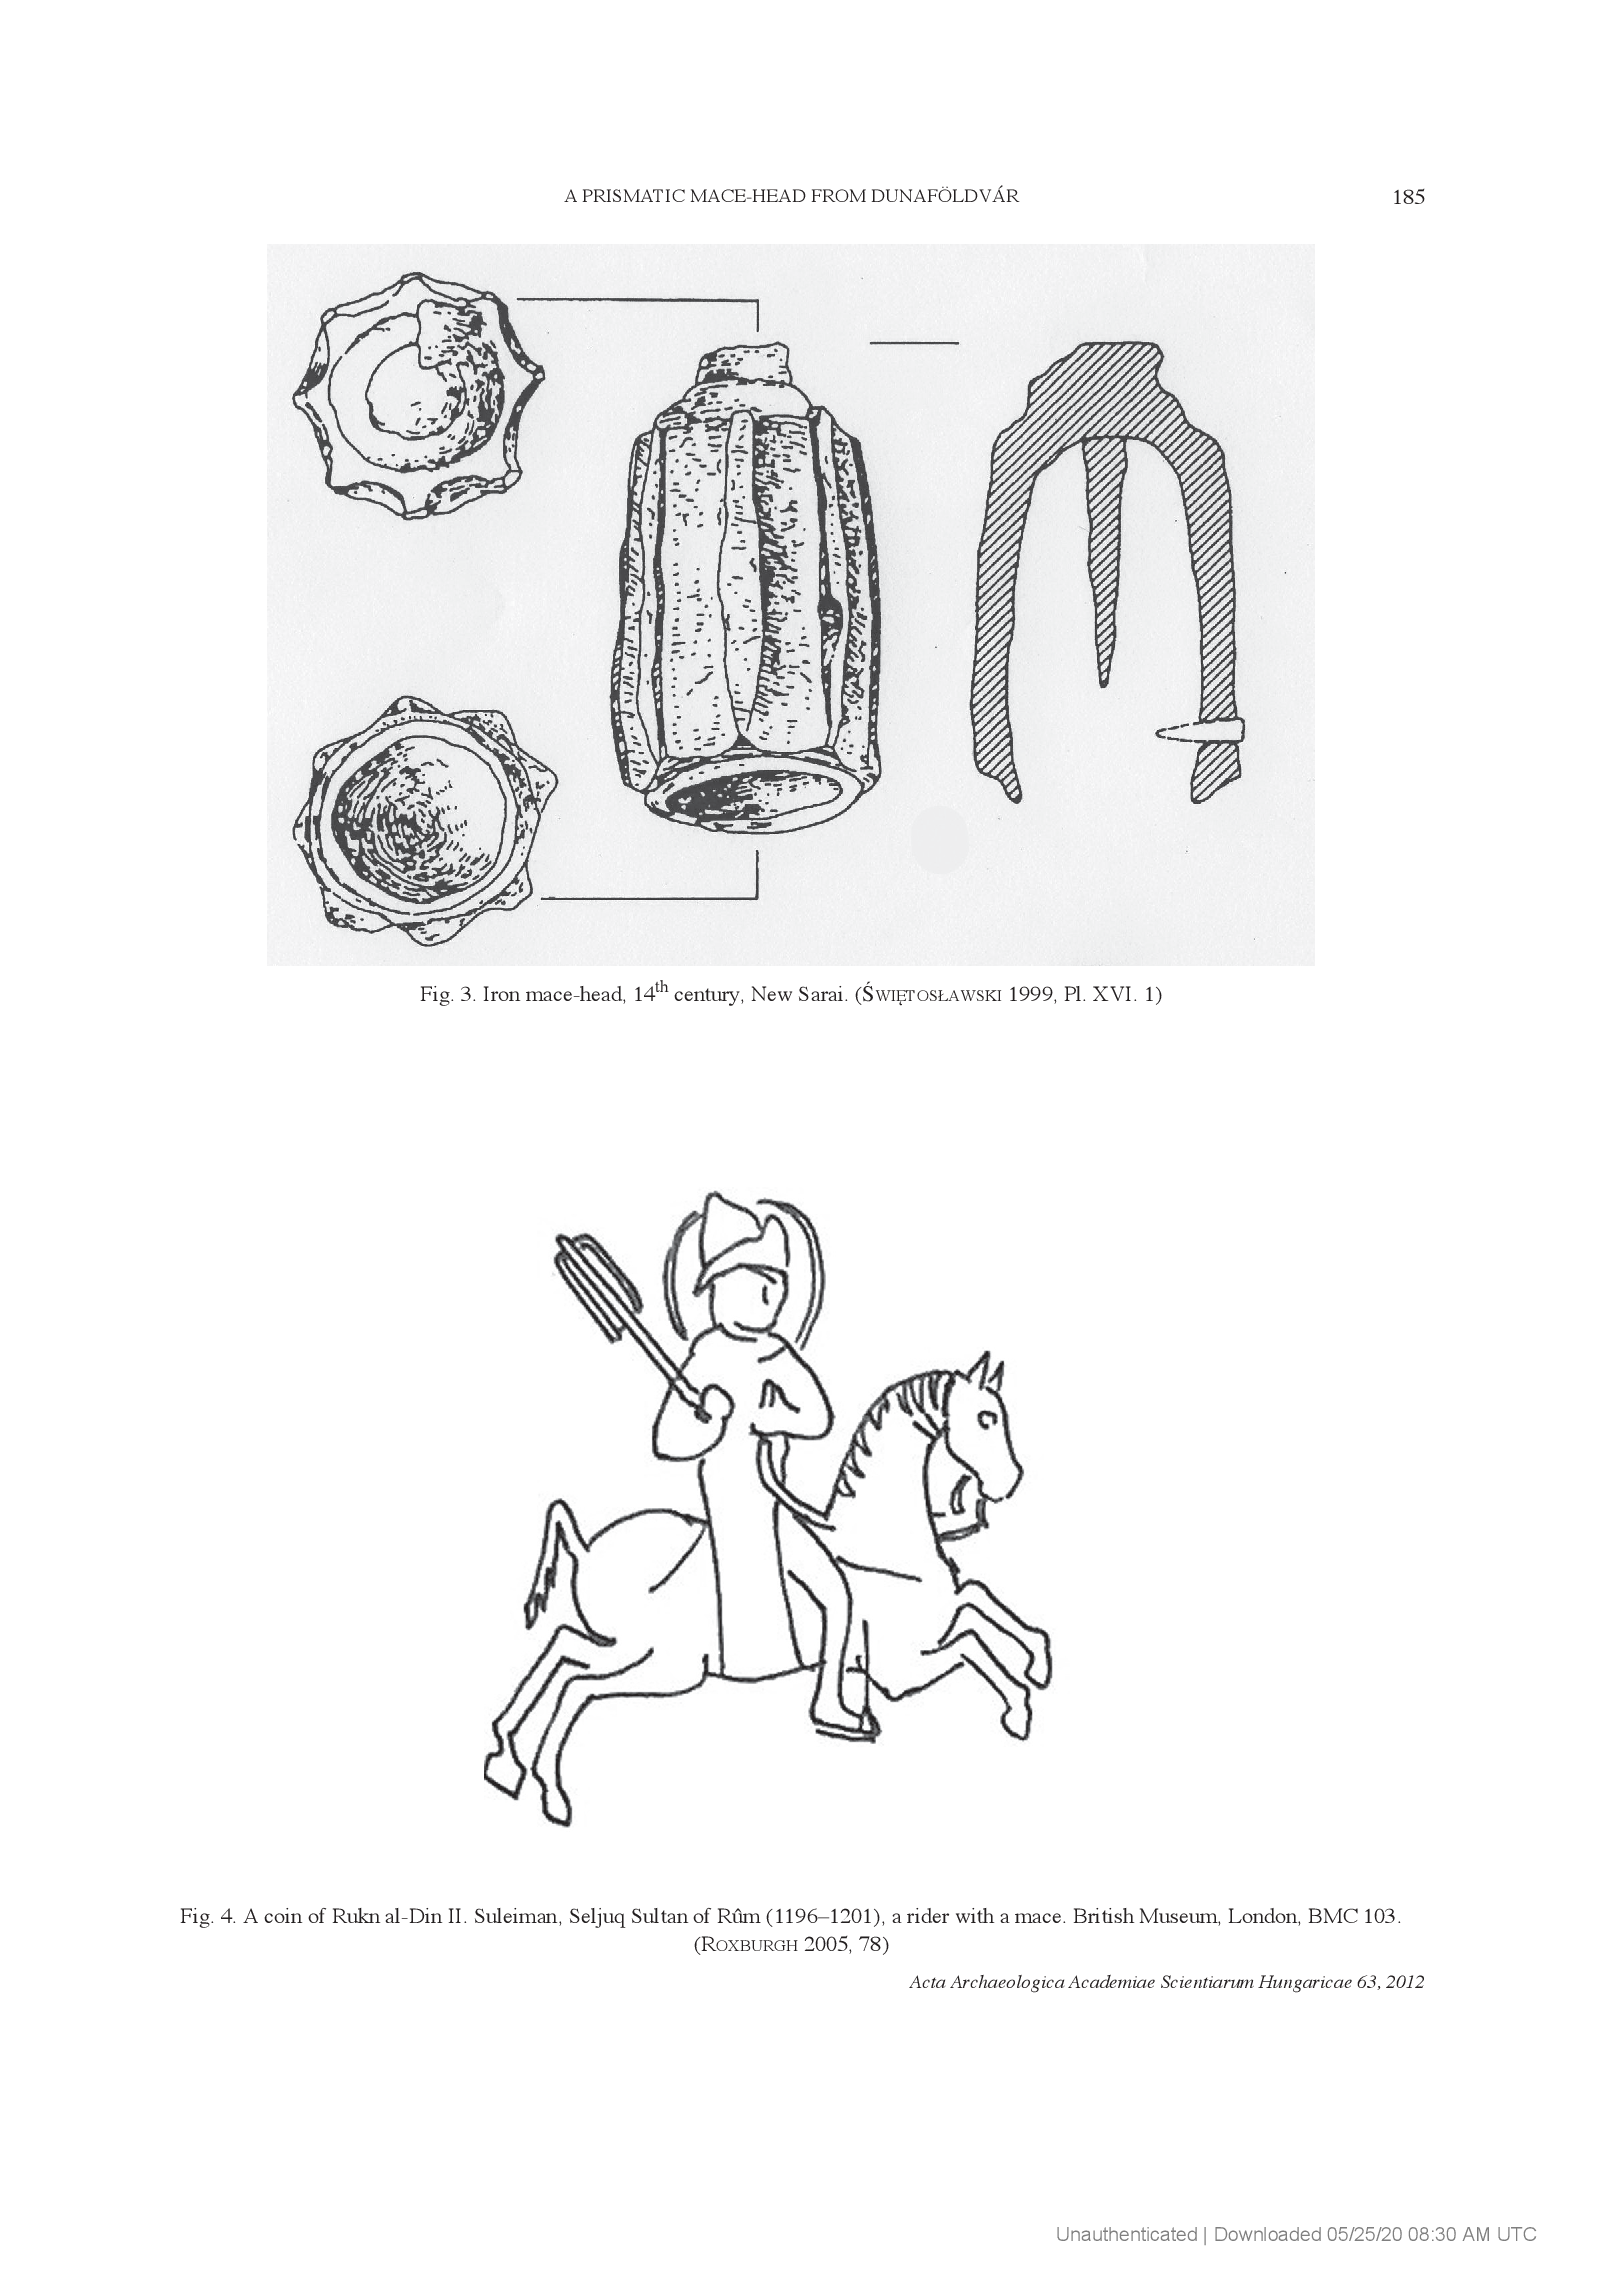 A PRISMATIC MACE-HEAD FROM DUNAFÖLDVÁR 185
Fig. 3. Iron mace-head, 14th century, New Sarai. (ŚWIĘTOSŁAWSKI 1999, Pl. XVI. 1)
Fig. 4. A coin of Rukn al-Din II. Suleiman, Seljuq Sultan of Rûm (1196–1201), a rider with a mace. British Museum, London, BMC 103.
(ROXBURGH 2005, 78)
Acta Archaeologica Academiae Scientiarum Hungaricae 63, 2012
Unauthenticated | Downloaded 05/25/20 08:30 AM UTC